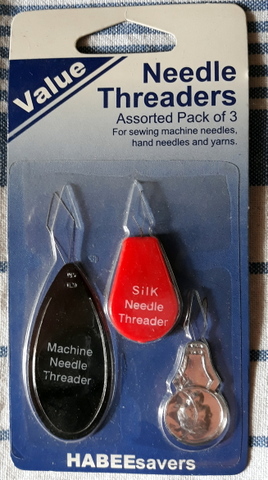 Value
Needle
Threaders
Assorted Pack of 3
For sewing machine needles,
hand needles and yarns.
SilK
Needle
Threader
Machine
Needle
Threader
HABEEsavers